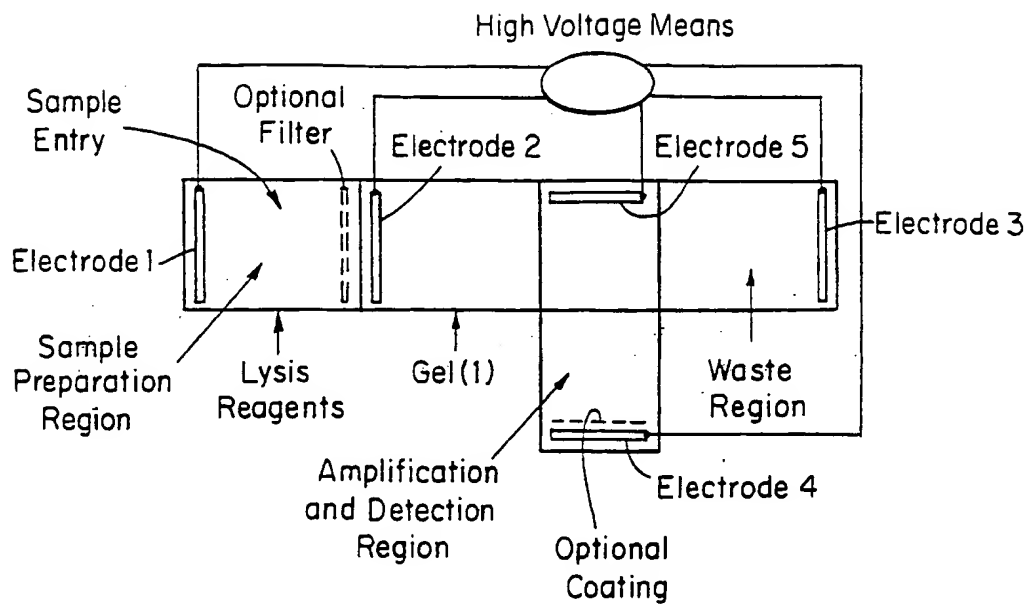 High Voltage Means
Sample
Entry
Optional
Filter
Electrode 2
Electrode 5
Electrode 3
Electrode 1
Sample
Preparation
Region
Lysis
Reagents
Gel(1)
Waste
Region
Amplification
and Detection
Region
Electrode 4
Optional
Coating